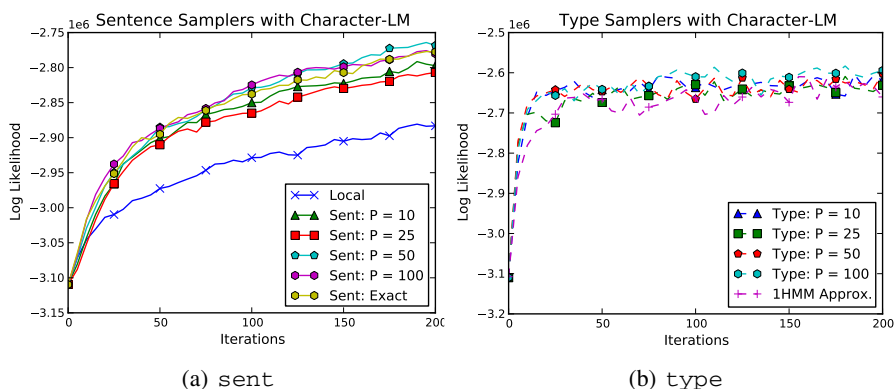 Sentence Samplers with Character-LM
1e6
−2.75
−2.80
−2.85
−2.90
−2.95
−3.00
−3.05
−3.10
−3.15
Log Likelihood
0
50
100
150
200
Iterations
Local
Sent: P = 10
Sent: P = 25
Sent: P = 50
Sent: P = 100
Sent: Exact
(a) sent
Type Samplers with Character-LM
1e6
−2.5
−2.6
−2.7
−2.8
−2.9
−3.0
−3.1
−3.2
Log Likelihood
0
50
100
150
200
Iterations
Type: P = 10
Type: P = 25
Type: P = 50
Type: P = 100
1HMM Approx.
(b) type